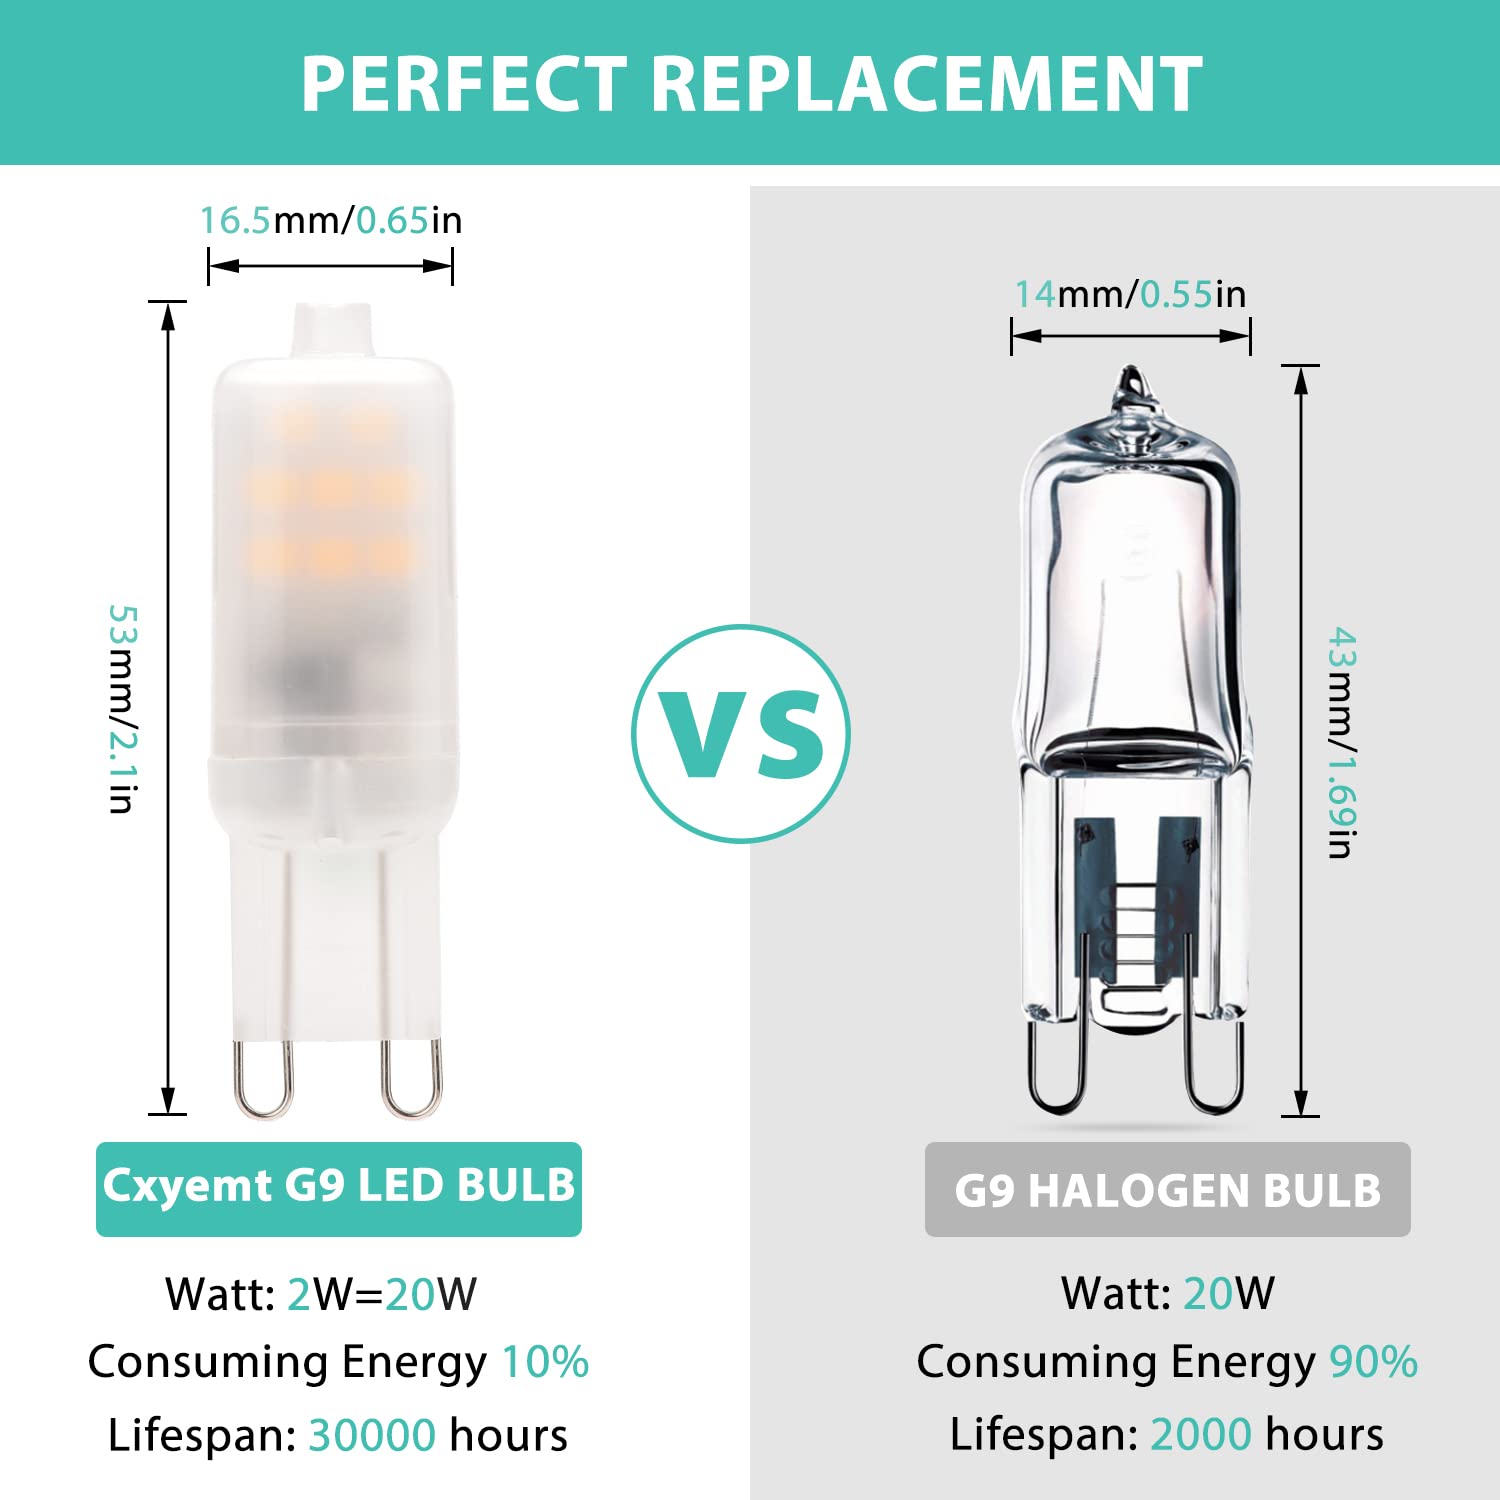 PERFECT REPLACEMENT
16.5mm/0.65in
53mm/2.1in
14mm/0.55in
43mm/1.69in
VS
Cxyemt G9 LED BULB
Watt: 2W=20W
Consuming Energy 10%
Lifespan: 30000 hours
G9 HALOGEN BULB
Watt: 20W
Consuming Energy 90%
Lifespan: 2000 hours